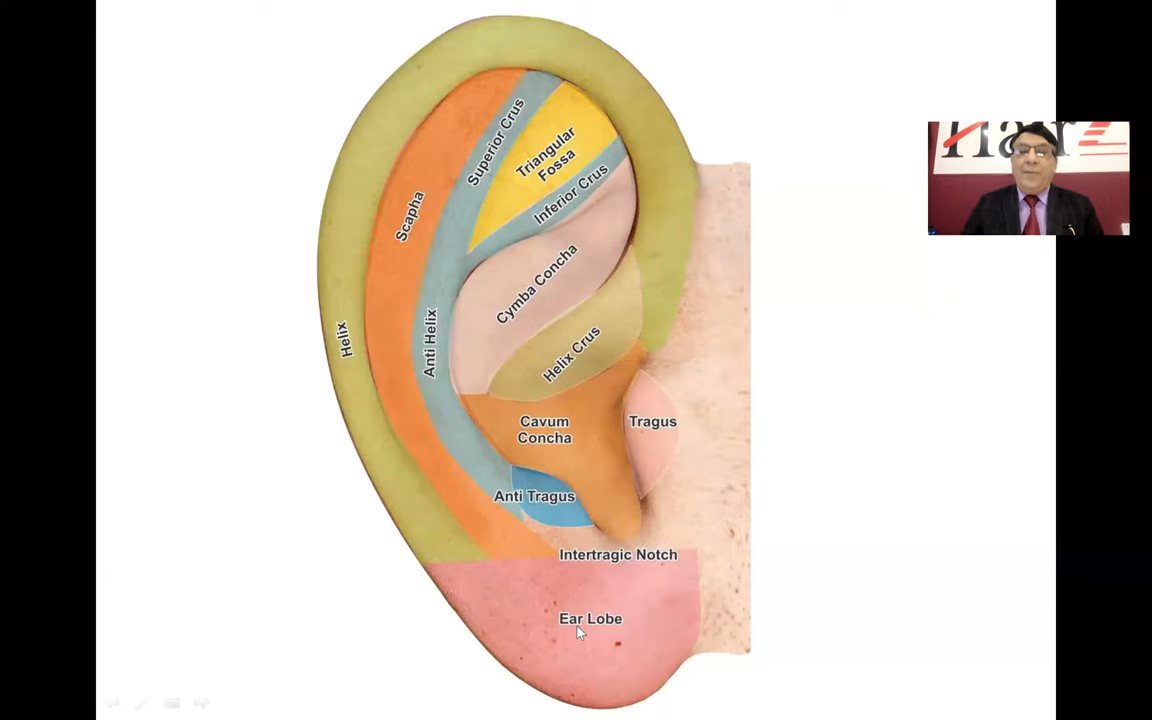 Superior Crus
Triangular
Fossa
Inferior Crus
Scapha
Cymba Concha
Anti Helix
Helix
Helix Crus
Cavum
Concha
Tragus
Anti Tragus
Intertragic Notch
Ear Lobe
Hair